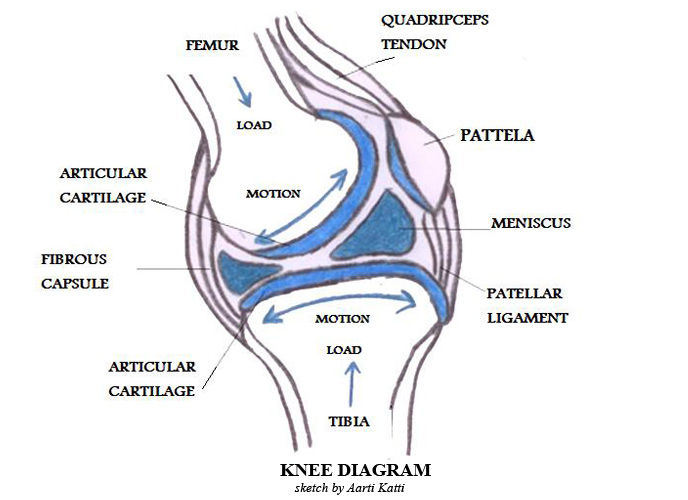 QUADRIPCEPS
TENDON
FEMUR
LOAD
PATTELA
ARTICULAR
CARTILAGE
MOTION
MENISCUS
FIBROUS
CAPSULE
PATELLAR
LIGAMENT
MOTION
LOAD
ARTICULAR
CARTILAGE
TIBIA
KNEE DIAGRAM
sketch by Aarti Katti